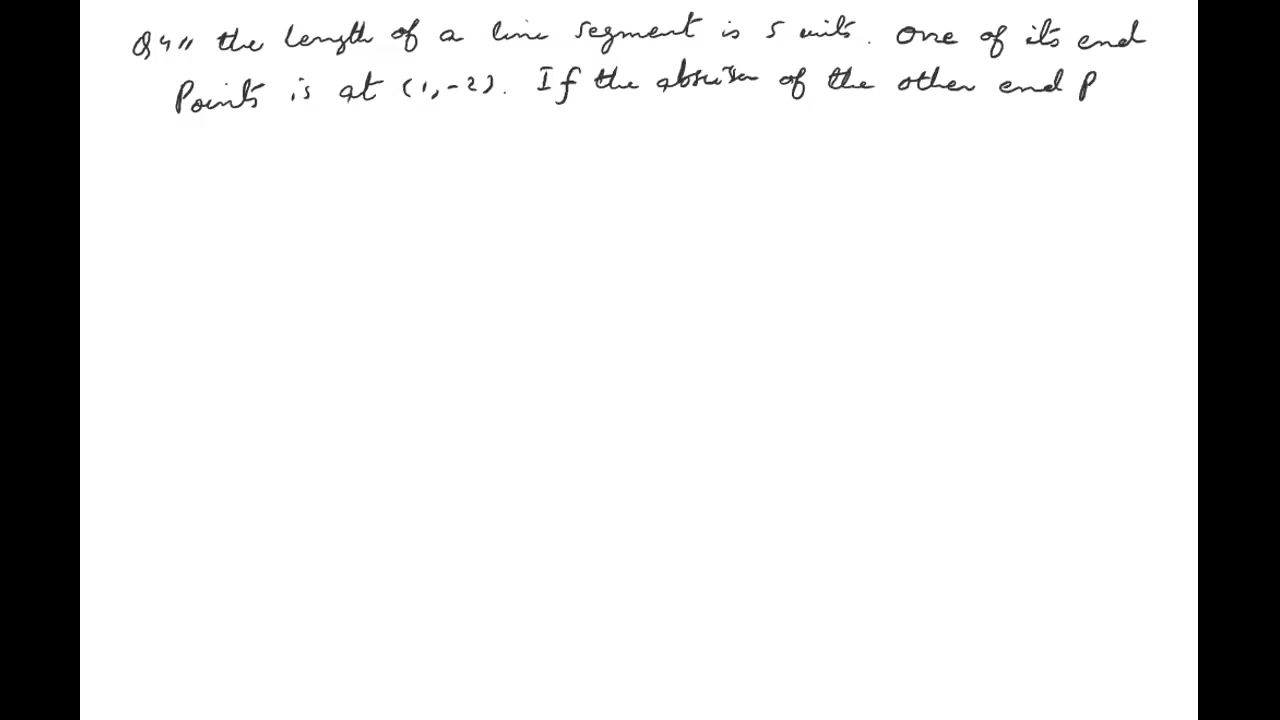 Q4" the length of a line segment is 5 units. One of its end
Points is at (1,-2). If the abscissa of the other end P